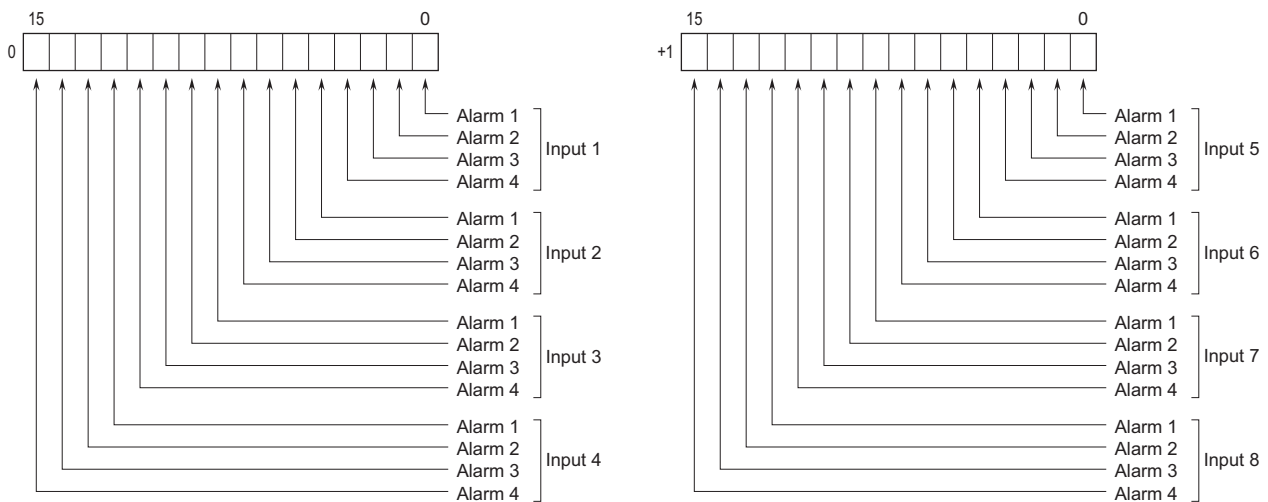 15 0
0
Alarm 1
Alarm 2
Input 1
Alarm 3
Alarm 4
Alarm 1
Alarm 2
Input 2
Alarm 3
Alarm 4
Alarm 1
Alarm 2
Input 3
Alarm 3
Alarm 4
Alarm 1
Alarm 2
Input 4
Alarm 3
Alarm 4
15 0
+1
Alarm 1
Alarm 2
Input 5
Alarm 3
Alarm 4
Alarm 1
Alarm 2
Input 6
Alarm 3
Alarm 4
Alarm 1
Alarm 2
Input 7
Alarm 3
Alarm 4
Alarm 1
Alarm 2
Input 8
Alarm 3
Alarm 4